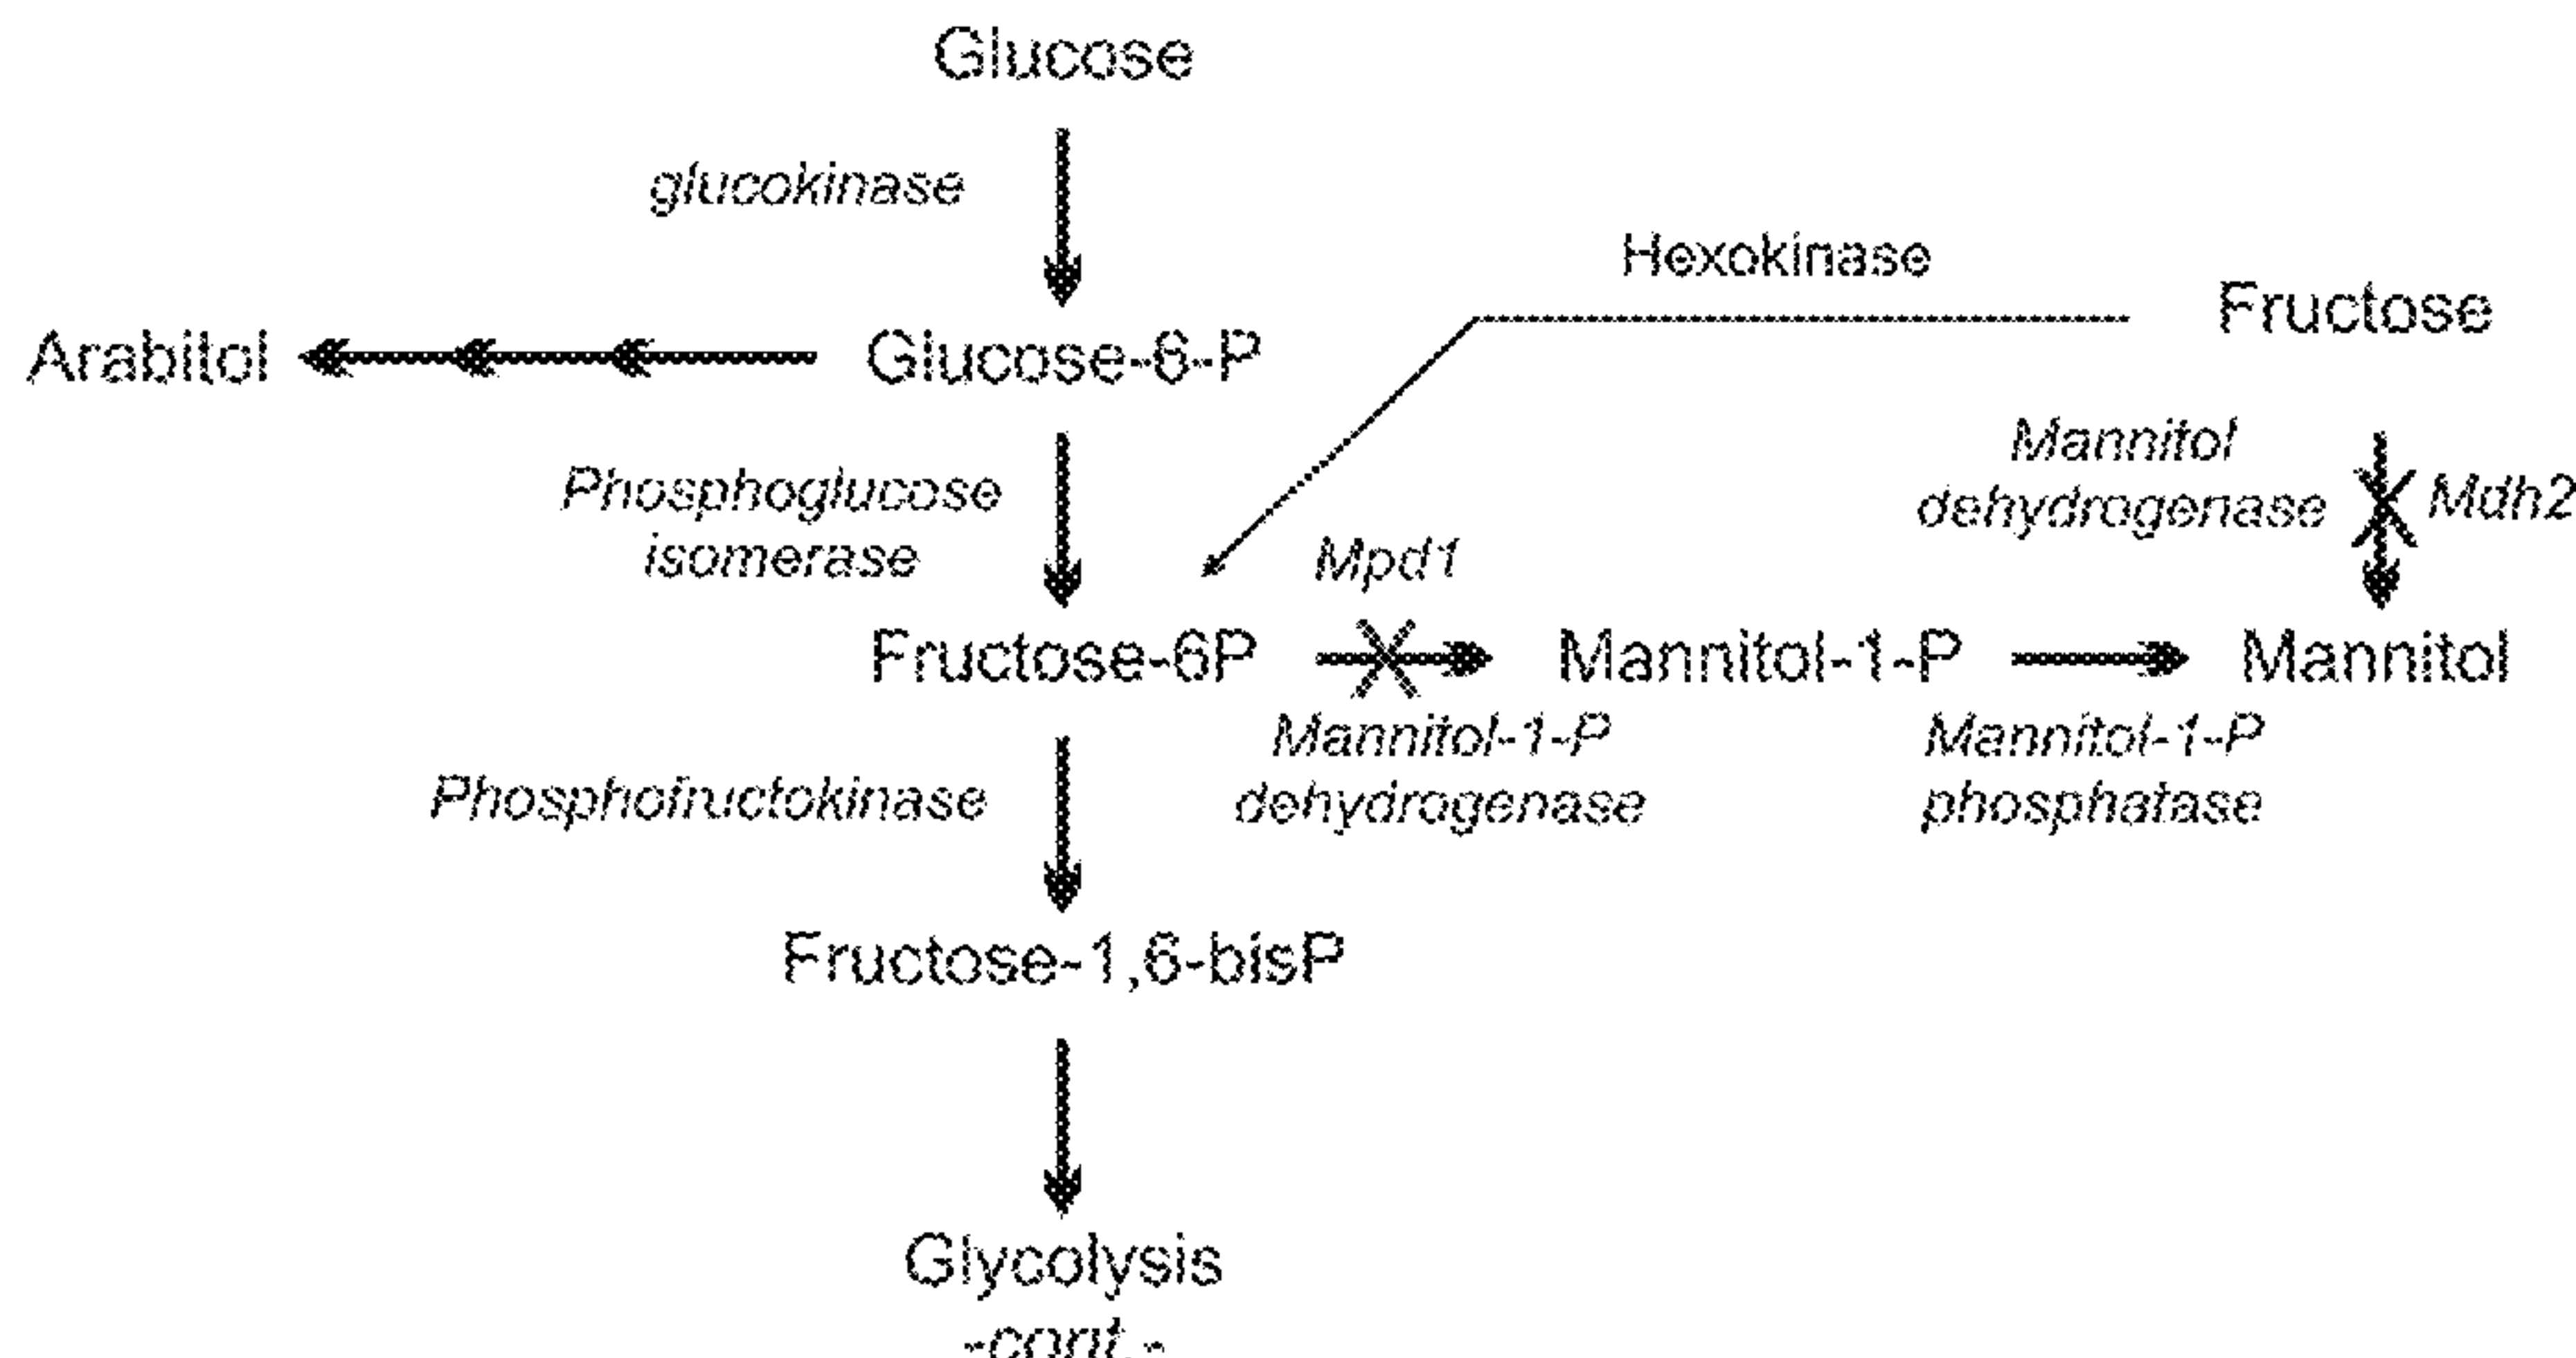 Glucose
glucokinase
Hexokinase
Fructose
Arabitol
Glucose-6-P
Mannitol
dehydrogenase
Mdh2
Phosphoglucose
isomerase
Mpd1
Fructose-6P
Mannitol-1-P
Mannitol
Mannitol-1-P
dehydrogenase
Mannitol-1-P
phosphatase
Phosphofructokinase
Fructose-1,6-bisP
Glycolysis
-cont.-